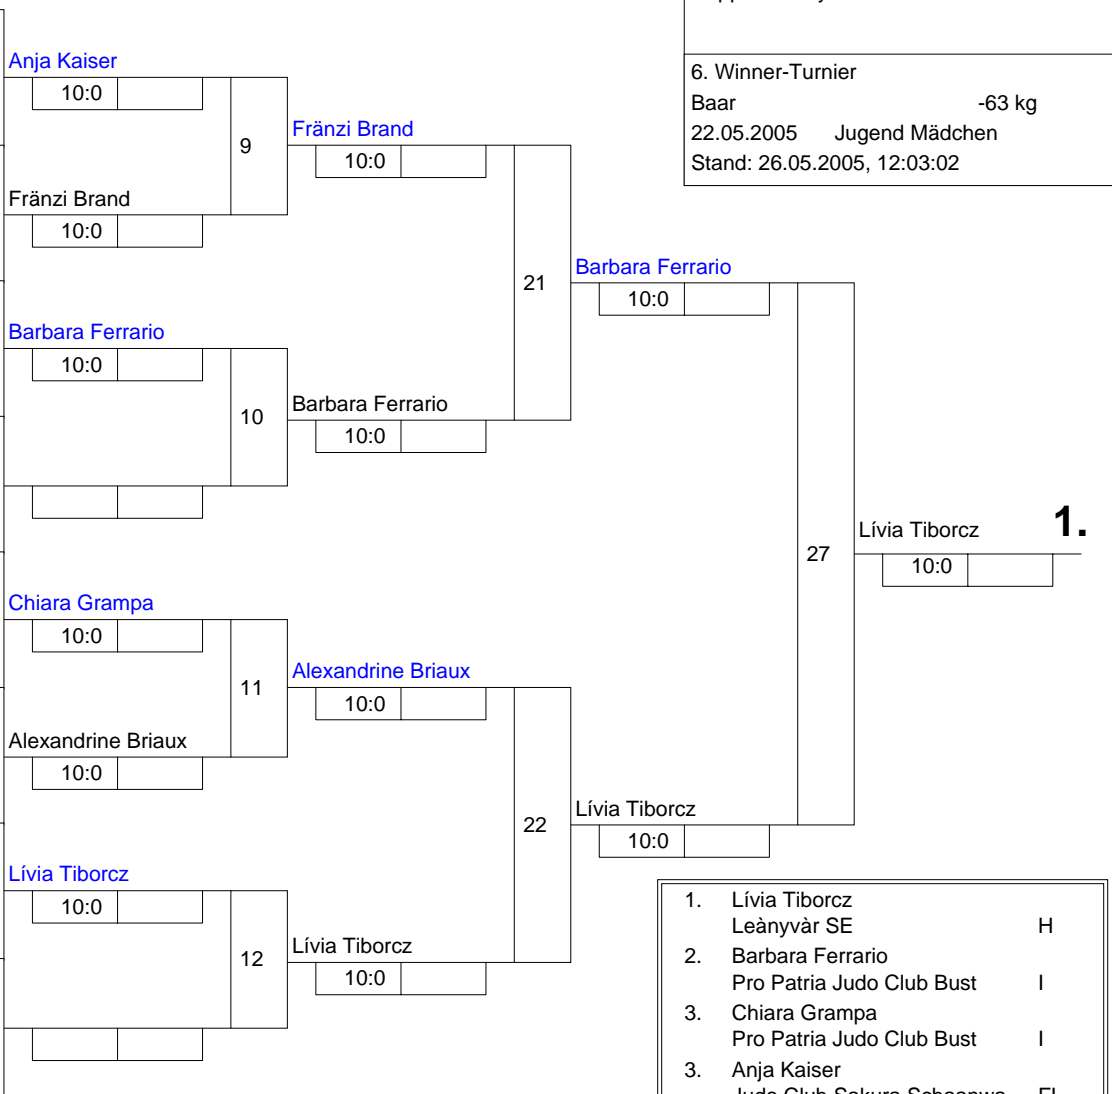 6. Winner-Turnier
Baar -63 kg
22.05.2005 Jugend Mädchen
Stand: 26.05.2005, 12:03:02
Anja Kaiser
10:0
9
Fränzi Brand
10:0
Fränzi Brand
10:0
21
Barbara Ferrario
10:0
Barbara Ferrario
10:0
10
Barbara Ferrario
10:0
27
Lívia Tiborcz 1.
10:0
Chiara Grampa
10:0
11
Alexandrine Briaux
10:0
Alexandrine Briaux
10:0
22
Lívia Tiborcz
10:0
Lívia Tiborcz
10:0
12
Lívia Tiborcz
10:0
1. Lívia Tiborcz
Leànyvàr SE H
2. Barbara Ferrario
Pro Patria Judo Club Bust I
3. Chiara Grampa
Pro Patria Judo Club Bust I
3. Anja Kaiser
Judo Club Sakura Schaanwa FL